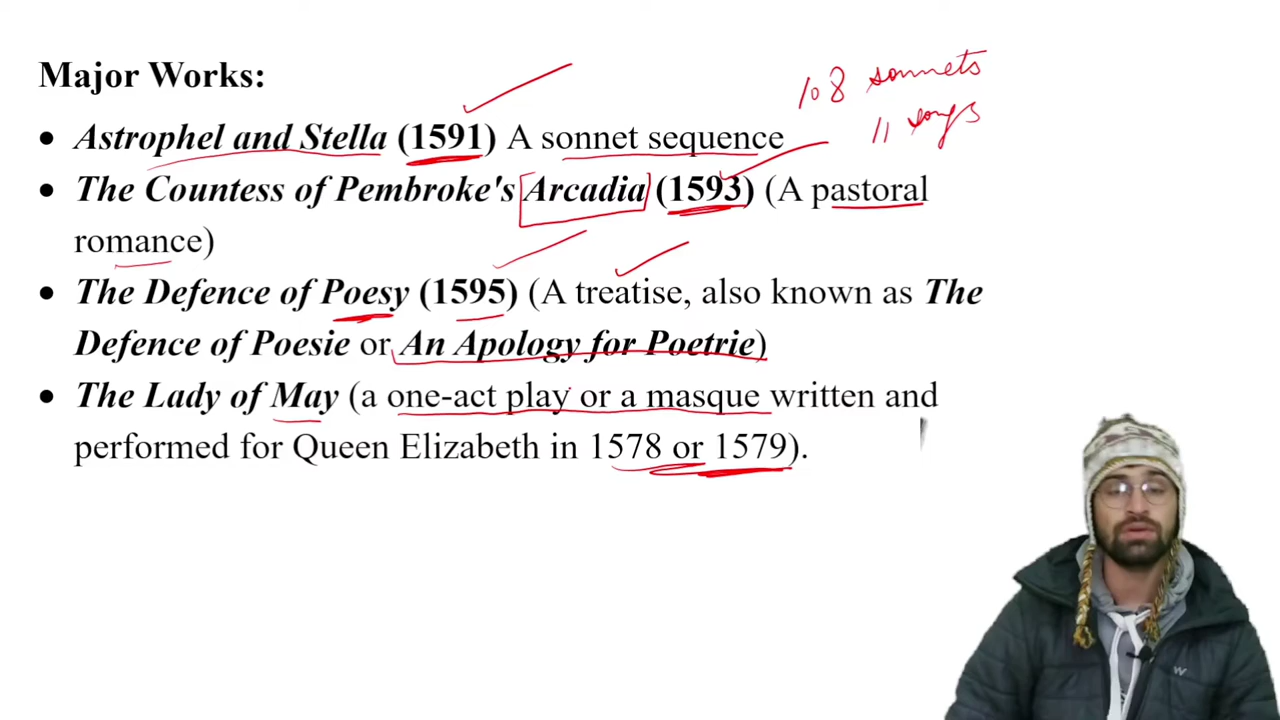 Major Works:
108 sonnets
11 songs
• Astrophel and Stella (1591) A sonnet sequence
• The Countess of Pembroke's Arcadia (1593) (A pastoral
romance)
• The Defence of Poesy (1595) (A treatise, also known as The
Defence of Poesie or An Apology for Poetrie)
• The Lady of May (a one-act play or a masque written and
performed for Queen Elizabeth in 1578 or 1579).
W